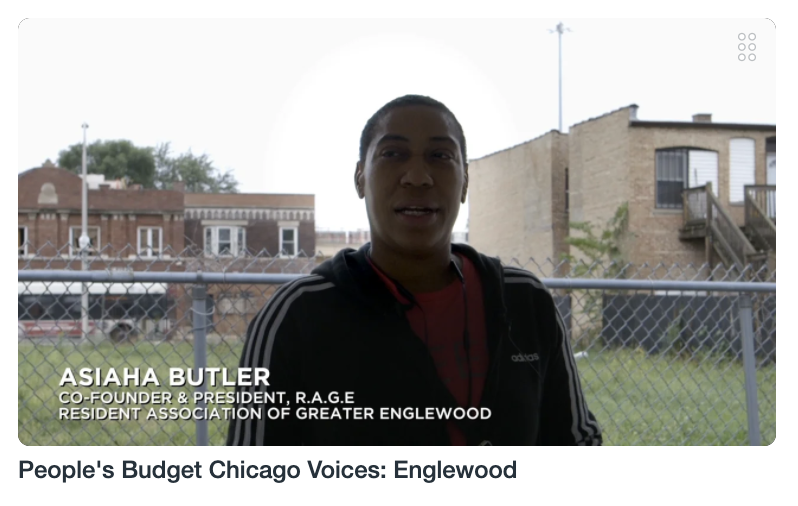 adidas
ASIAHA BUTLER
CO-FOUNDER & PRESIDENT, R.A.G.E
RESIDENT ASSOCIATION OF GREATER ENGLEWOOD
People's Budget Chicago Voices: Englewood